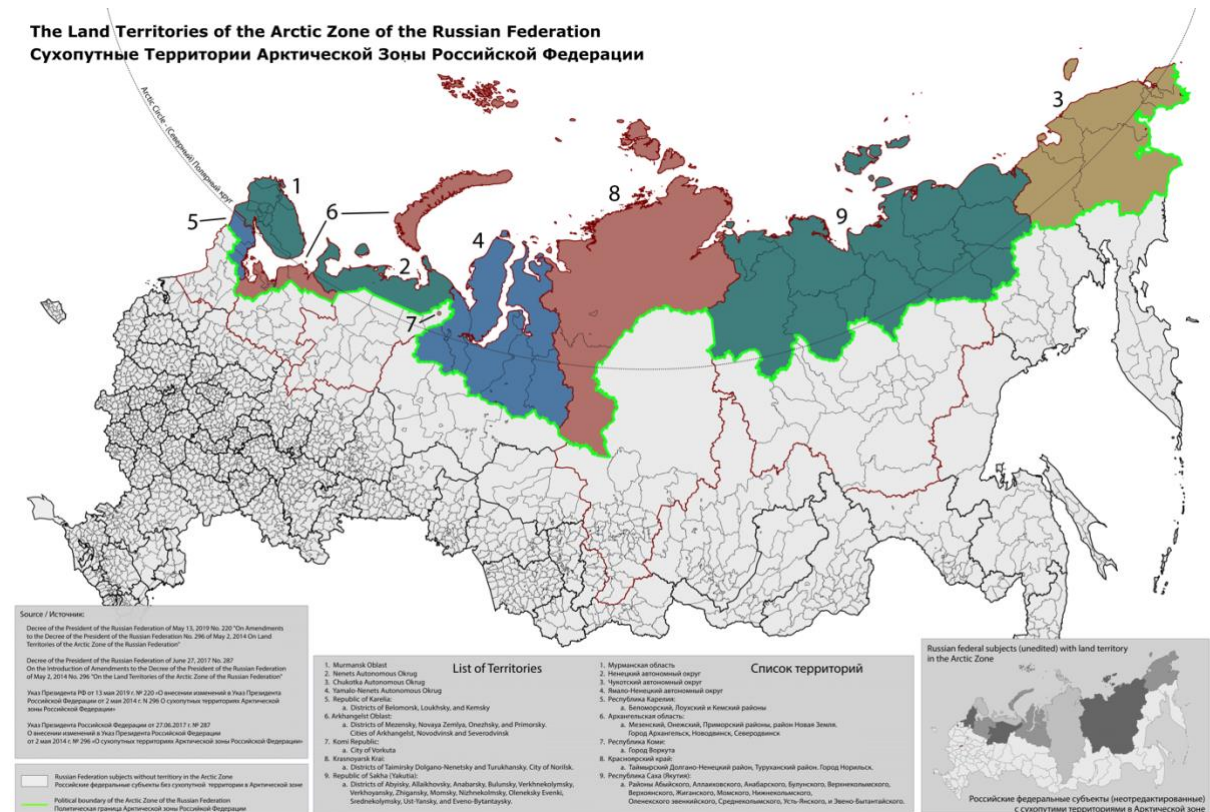 The Land Territories of the Arctic Zone of the Russian Federation
Сухопутные Территории Арктической Зоны Российской Федерации
Arctic Circle - (Северный) Полярный круг
1
2
3
4
5
6
7
8
9
Source / Источник:
Decree of the President of the Russian Federation of May 13, 2019 No. 220 "On Amendments
to the Decree of the President of the Russian Federation No. 296 of May 2, 2014 On Land
Territories of the Arctic Zone of the Russian Federation"
Decree of the President of the Russian Federation of June 27, 2017 No. 287
On the Introduction of Amendments to the Decree of the President of the Russian Federation
of May 2, 2014 No. 296 "On the Land Territories of the Arctic Zone of the Russian Federation"
Указ Президента РФ от 13 мая 2019 г. № 220 «О внесении изменений в Указ Президента
Российской Федерации от 2 мая 2014 г. N 296 О сухопутных территориях Арктической
зоны Российской Федерации»
Указ Президента Российской Федерации от 27.06.2017 г. № 287
О внесении изменений в Указ Президента Российской Федерации
от 2 мая 2014 г. № 296 «О сухопутных территориях Арктической зоны Российской Федерации»
Russian Federation subjects without territory in the Arctic Zone
Российские федеральные субъекты без сухопутной территории в Арктической зоне
Political boundary of the Arctic Zone of the Russian Federation
Политическая граница Арктической зоны Российской Федерации
List of Territories
1. Murmansk Oblast
2. Nenets Autonomous Okrug
3. Chukotka Autonomous Okrug
4. Yamalo-Nenets Autonomous Okrug
5. Republic of Karelia:
a. Districts of Belomorsk, Loukhsky, and Kemsky
6. Arkhangelst Oblast:
a. Districts of Mezensky, Novaya Zemlya, Onezhsky, and Primorsky.
Cities of Arkhangelst, Novodvinsk and Severodvinsk
7. Komi Republic:
a. City of Vorkuta
8. Krasnoyarsk Krai:
a. Districts of Taimirsky Dolgano-Nenetsky and Turukhansky. City of Norilsk.
9. Republic of Sakha (Yakutia):
a. Districts of Abyisky, Allaikhovsky, Anabarsky, Bulunsky, Verkhnekolymsky,
Verkhoyansky, Zhigansky, Momsky, Nizhnekolmsky, Oleneksky Evenki,
Srednekolymsky, Ust-Yansky, and Eveno-Bytantaysky.
Список территорий
1. Мурманская область
2. Ненецкий автономный округ
3. Чукотский автономный округ
4. Ямало-Ненецкий автономный округ
5. Республика Карелия:
a. Беломорский, Лоухский и Кемский районы
6. Архангельская область:
a. Мезенский, Онежский, Приморский районы, район Новая Земля.
Город Архангельск, Новодвинск, Северодвинск
7. Республика Коми:
a. Город Воркута
8. Красноярский край:
a. Таймырский Долгано-Ненецкий район, Туруханский район. Город Норильск.
9. Республика Саха (Якутия):
a. Районы Абыйского, Аллаиховского, Анабарского, Булунского, Верхнеколымского,
Верхоянского, Жиганского, Момского, Нижнеколымского,
Оленекского эвенкийского, Среднеколымского, Усть-Янского, и Эвено-Бытантайского.
Russian federal subjects (unedited) with land territory
in the Arctic Zone
Российские федеральные субъекты (неотредактированные)
с сухопутными территориями в Арктической зоне